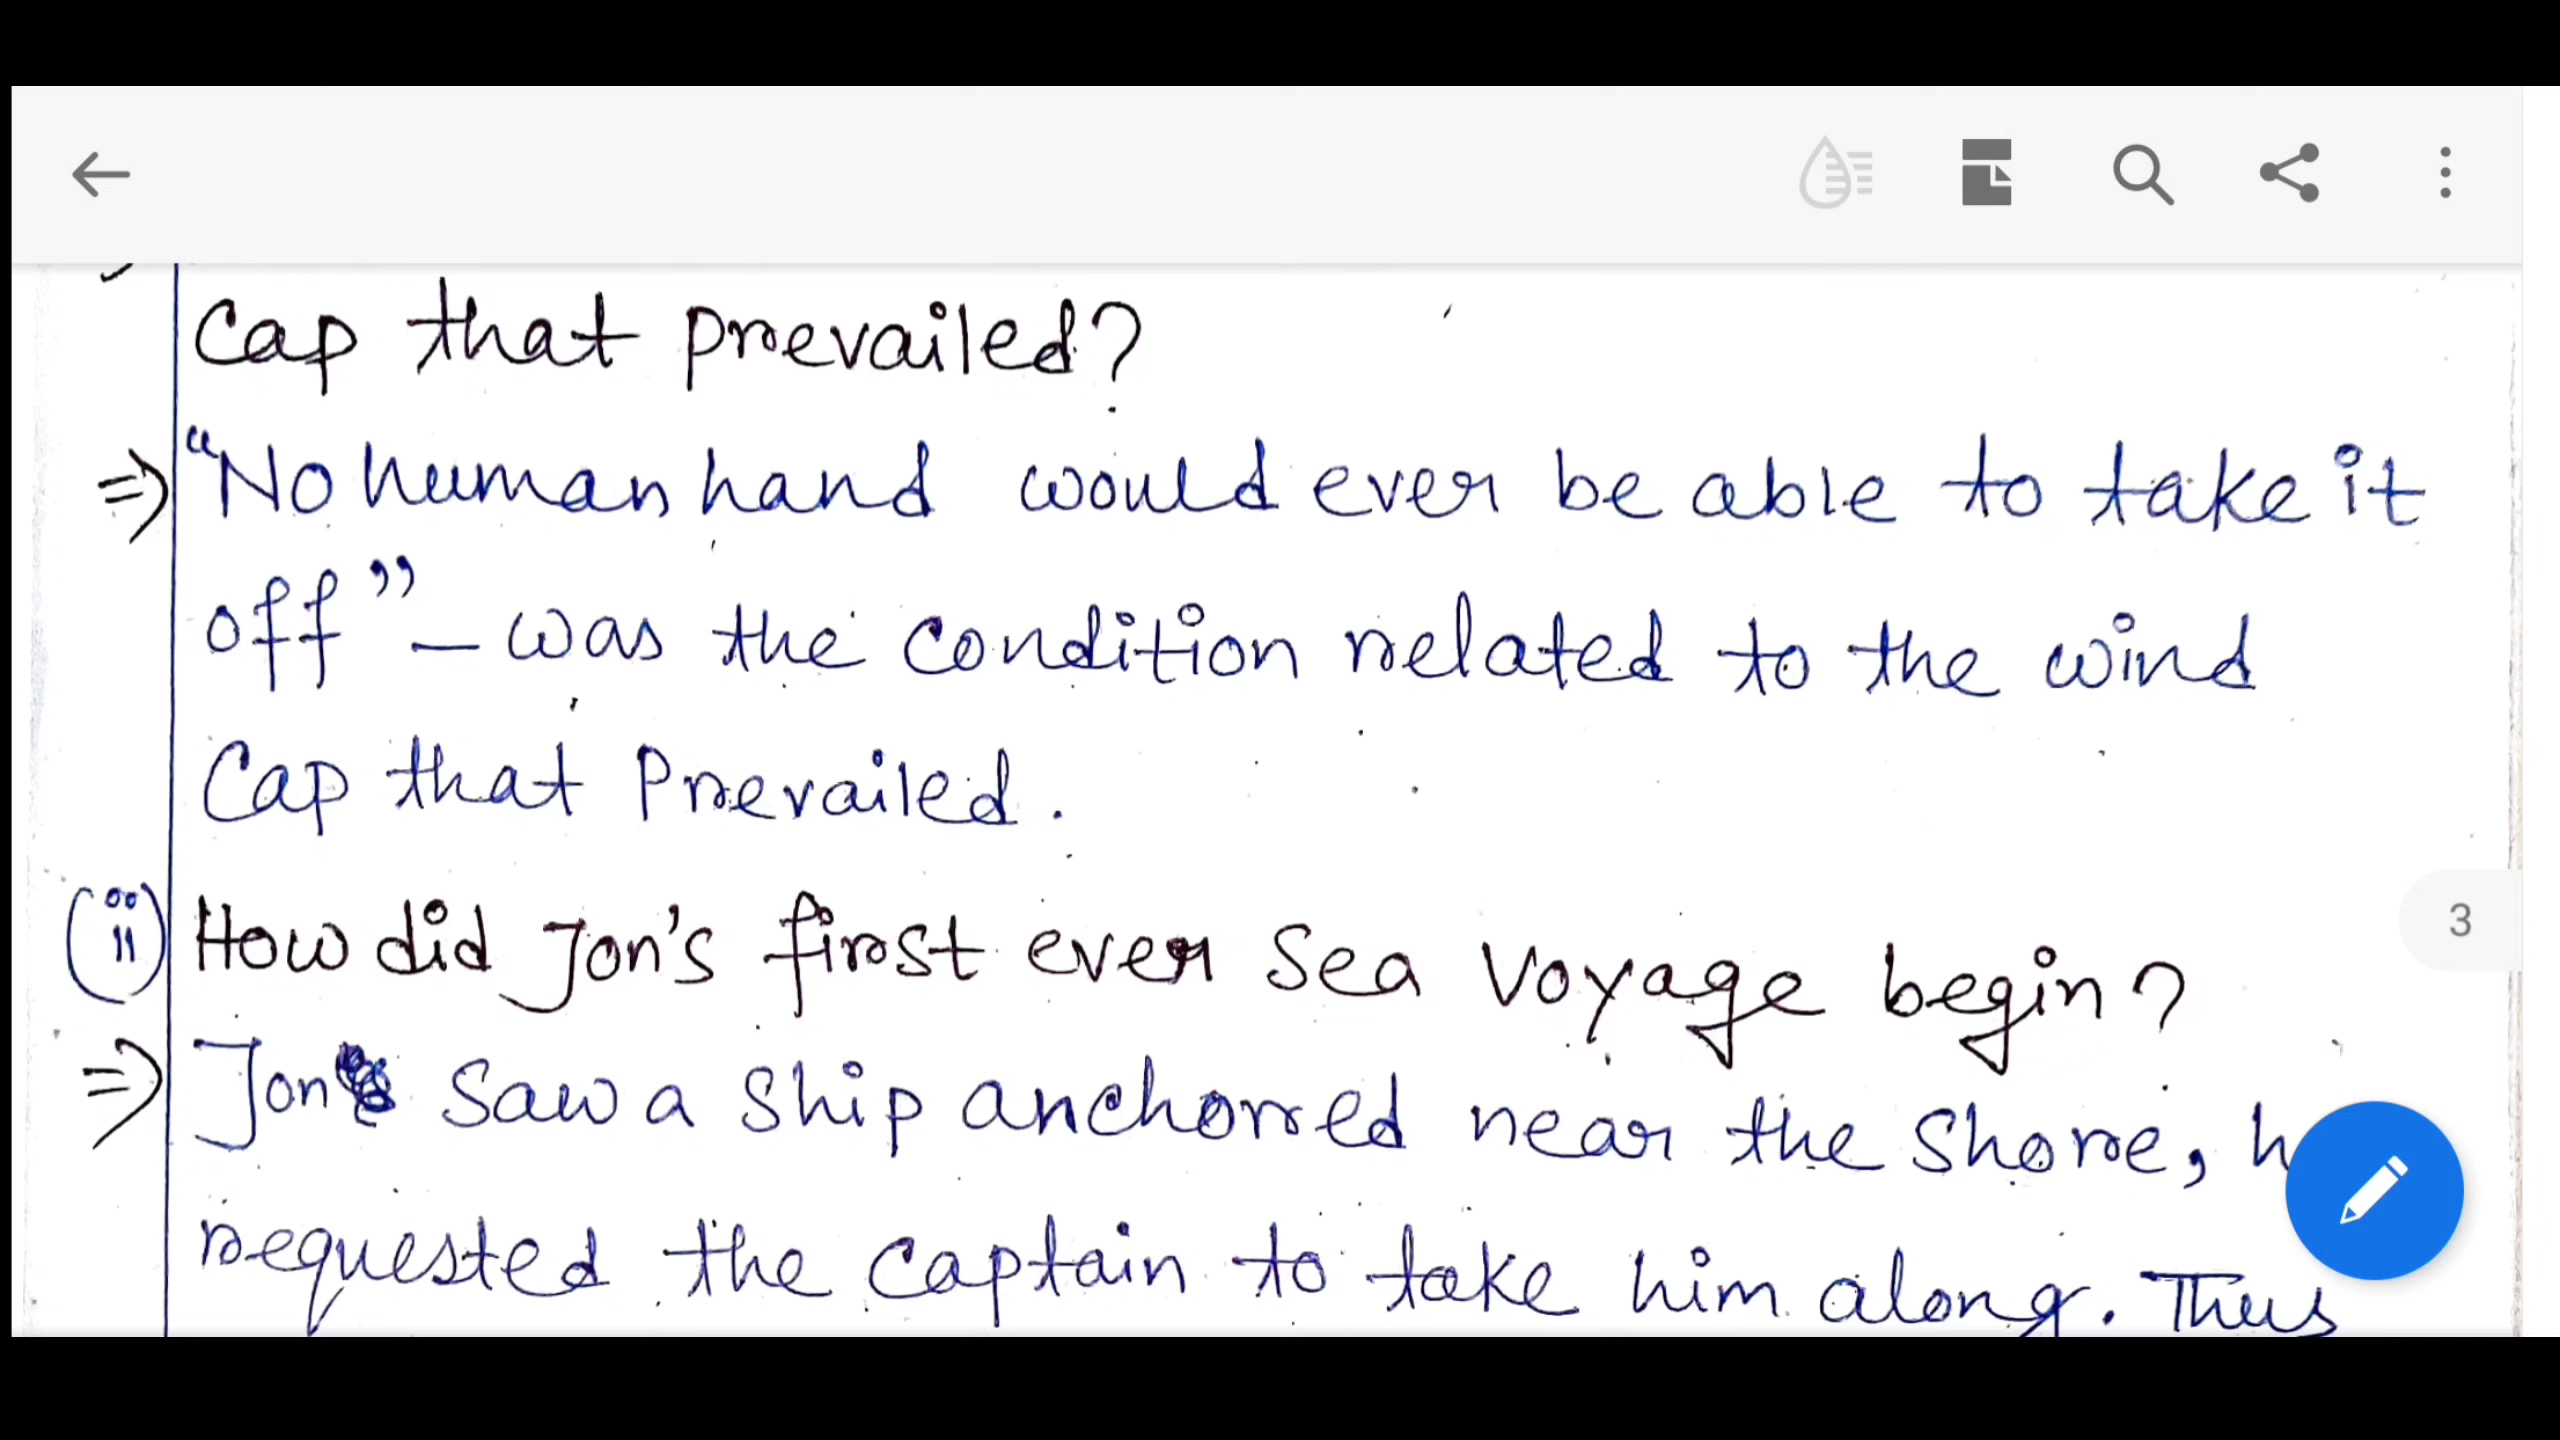 Cap that prevailed?
⇒ "No human hand would ever be able to take it
off" – was the condition related to the wind
Cap that Prevailed.
(ii) How did Jon's first ever sea voyage begin?
3
⇒ Jon saw a ship anchorred near the shore,
requested the captain to take him along. Thus